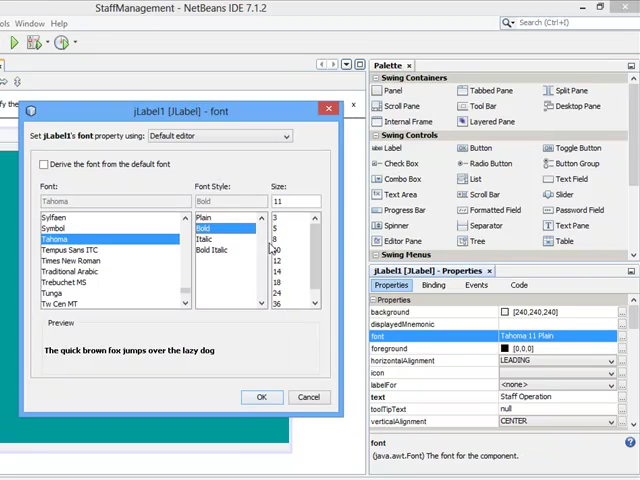 StaffManagement - NetBeans IDE 7.1.2
ols Window Help
Search (Ctrl+I)
fy the
x
jLabel1 [JLabel] - font
Set jLabel1's font property using: Default editor
Derive the font from the default font
Font: Font Style: Size:
Tahoma Bold 11
Sylfaen
Symbol
Tahoma
Tempus Sans ITC
Times New Roman
Traditional Arabic
Trebuchet MS
Tunga
Tw Cen MT
Plain
Bold
Italic
Bold Italic
3
5
8
10
12
14
18
24
36
Preview
The quick brown fox jumps over the lazy dog
OK Cancel
Palette
Swing Containers
Panel Tabbed Pane Split Pane
Scroll Pane Tool Bar Desktop Pane
Internal Frame Layered Pane
Swing Controls
Label Button Toggle Button
Check Box Radio Button Button Group
Combo Box List Text Field
Text Area Scroll Bar Slider
Progress Bar Formatted Field Password Field
Spinner Separator Text Pane
Editor Pane Tree Table
Swing Menus
jLabel1 [JLabel] - Properties
Properties Binding Events Code
Properties
background [240,240,240]
displayedMnemonic
font Tahoma 11 Plain
foreground [0,0,0]
horizontalAlignment LEADING
icon
labelFor <none>
text Staff Operation
toolTipText null
verticalAlignment CENTER
font
(java.awt.Font) The font for the component.